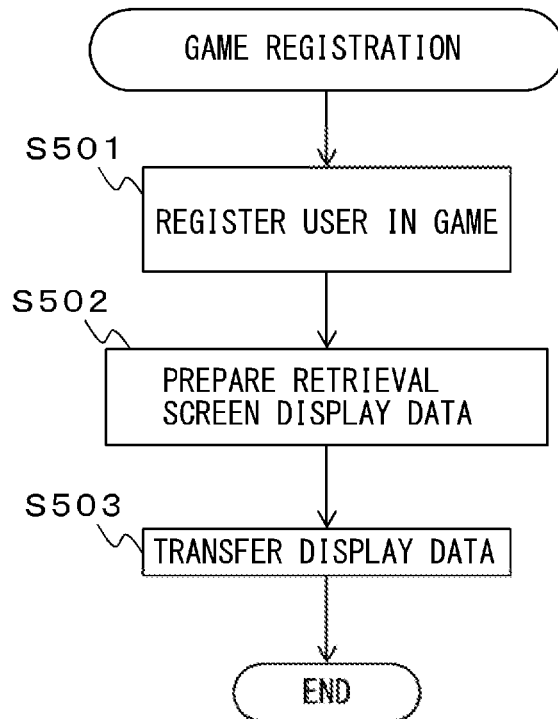 GAME REGISTRATION
S501
REGISTER USER IN GAME
S502
PREPARE RETRIEVAL
SCREEN DISPLAY DATA
S503
TRANSFER DISPLAY DATA
END